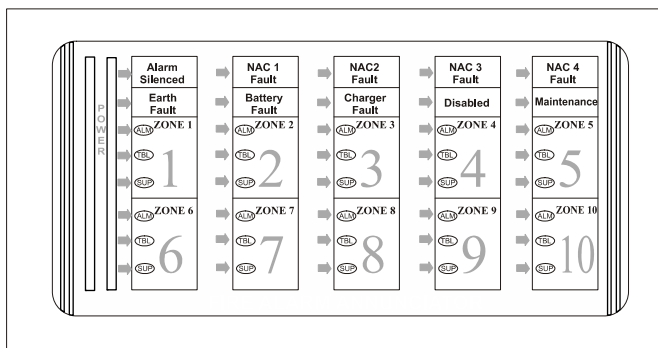 POWER
Alarm
Silenced
Earth
Fault
ALM ZONE 1
TBL
1
SUP
ALM ZONE 6
TBL
6
SUP
NAC 1
Fault
Battery
Fault
ALM ZONE 2
TBL
2
SUP
ALM ZONE 7
TBL
7
SUP
NAC2
Fault
Charger
Fault
ALM ZONE 3
TBL
3
SUP
ALM ZONE 8
TBL
8
SUP
NAC 3
Fault
Disabled
ALM ZONE 4
TBL
4
SUP
ALM ZONE 9
TBL
9
SUP
NAC 4
Fault
Maintenance
ALM ZONE 5
TBL
5
SUP
ALM ZONE 10
TBL
10
SUP